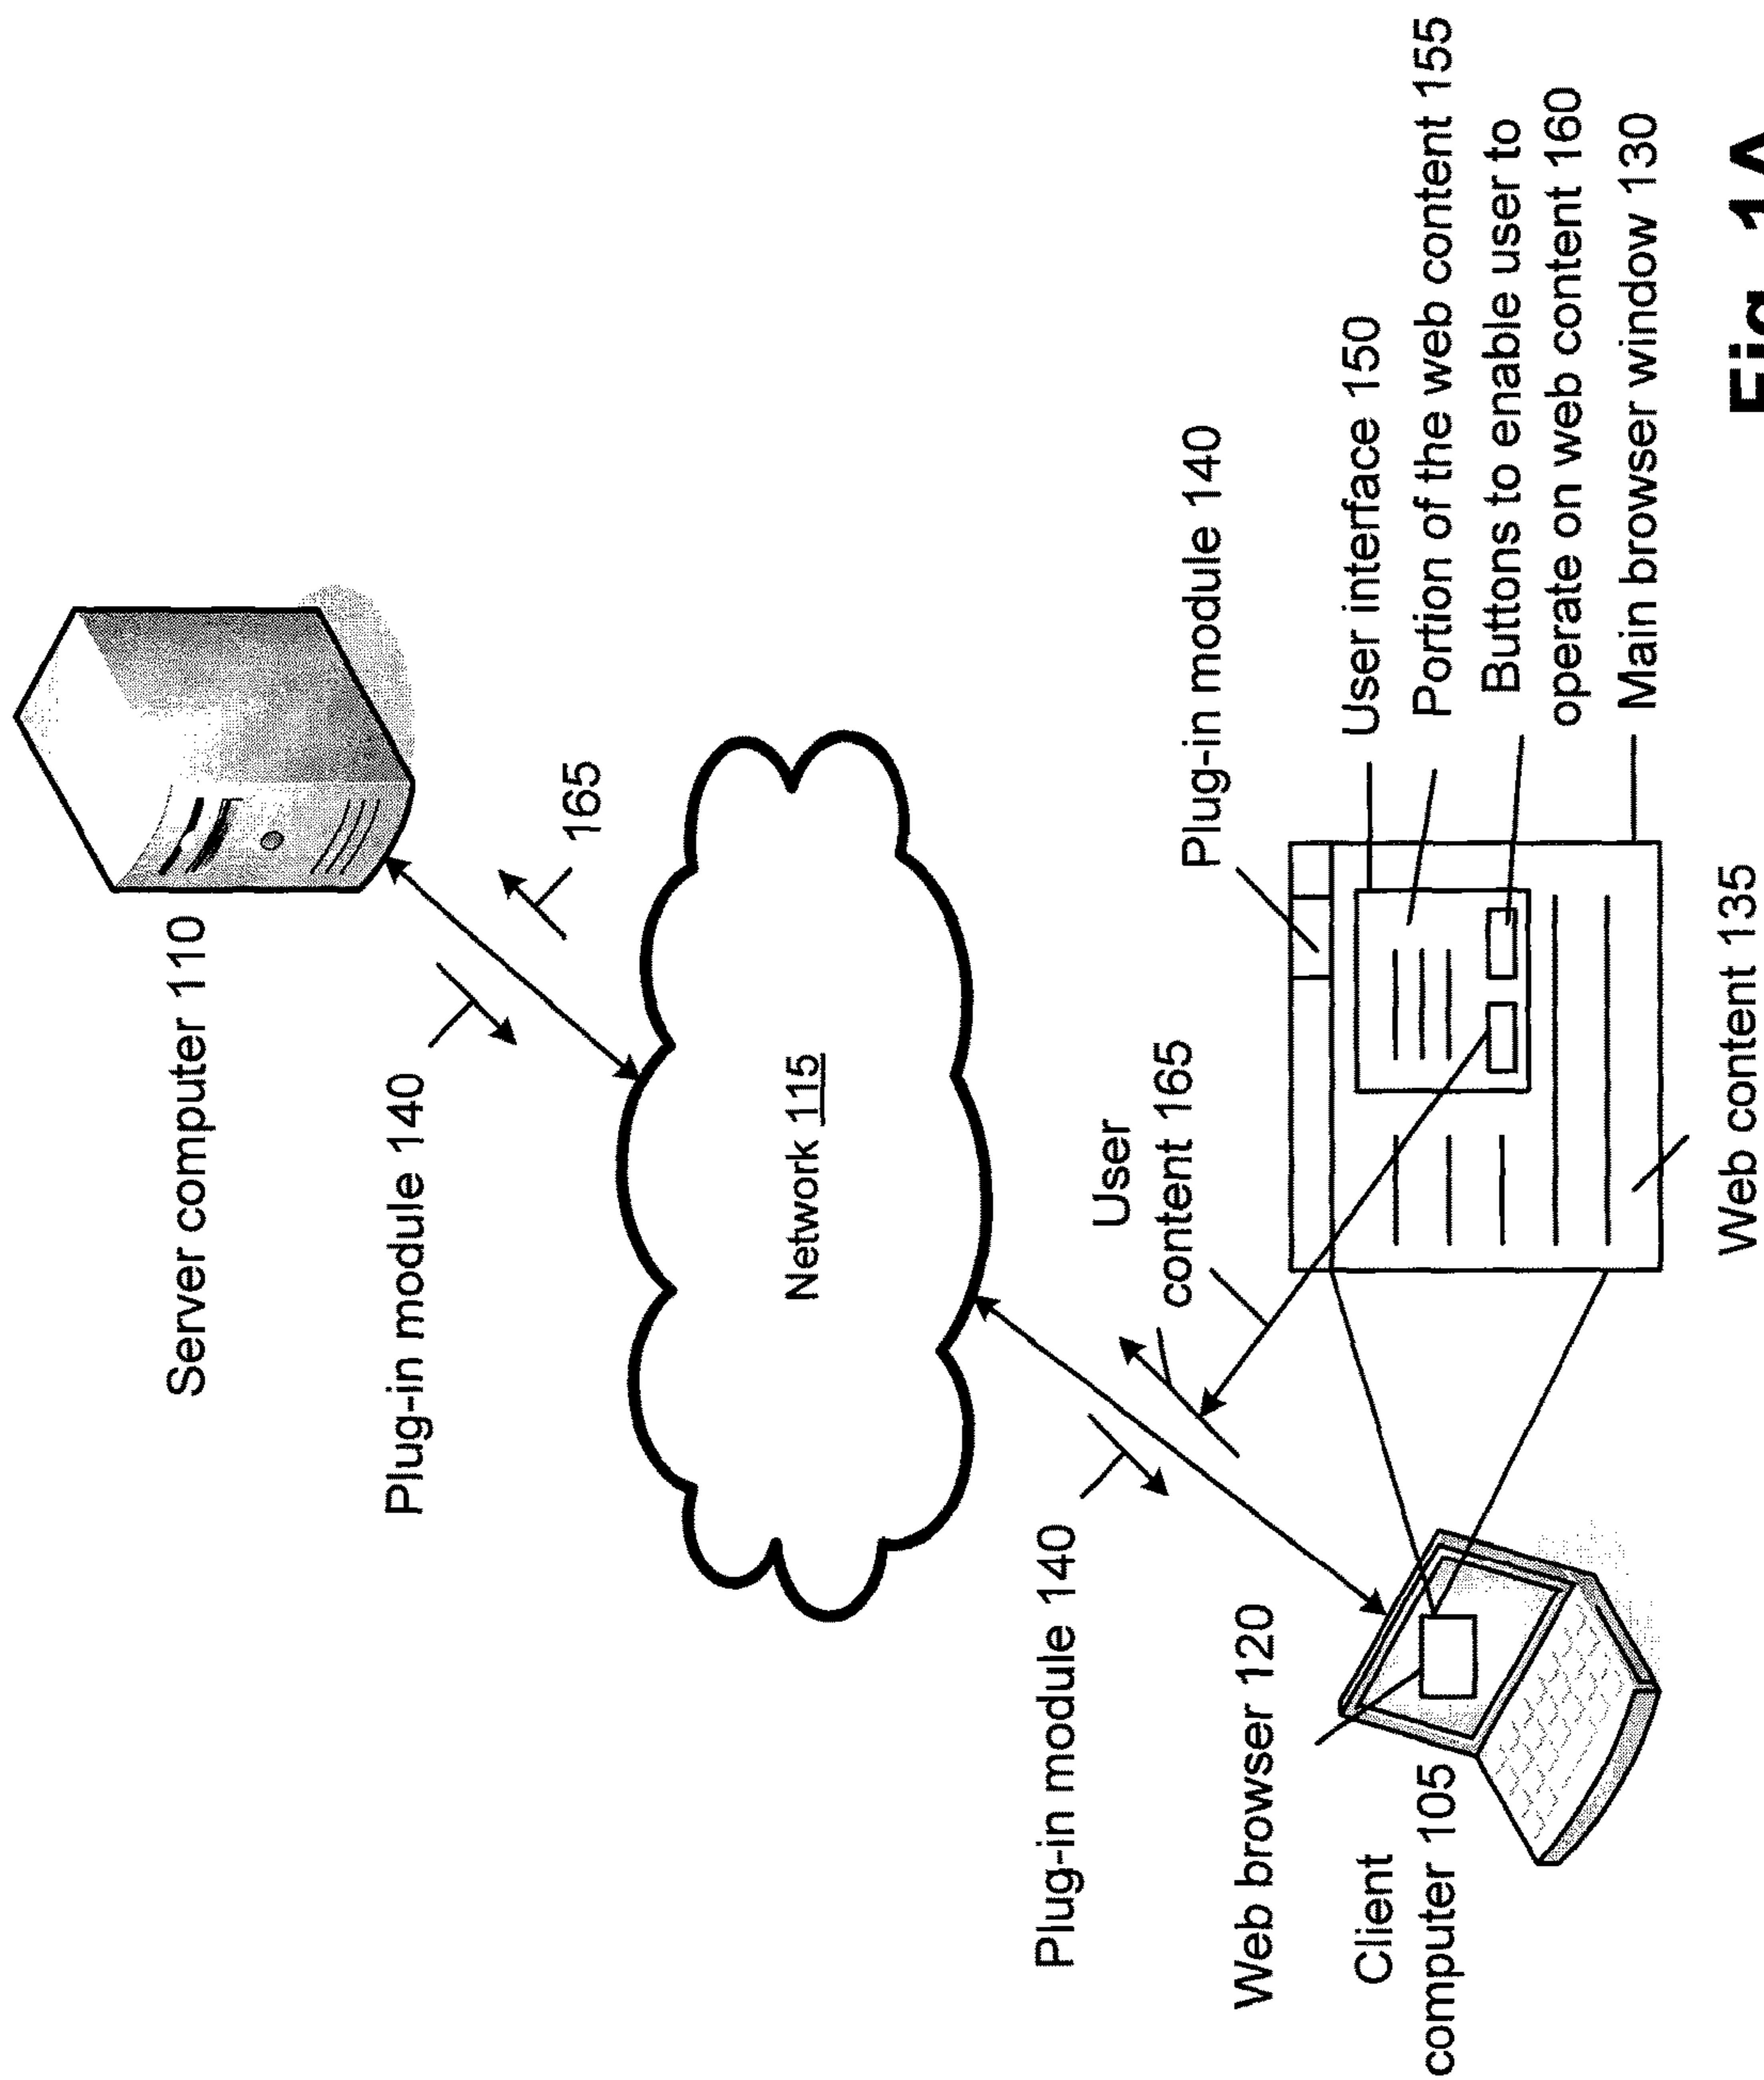 Server computer 110
Plug-in module 140
165
Network 115
Plug-in module 140
User
content 165
Plug-in module 140
Web browser 120
Client
computer 105
User interface 150
Portion of the web content 155
Buttons to enable user to
operate on web content 160
Main browser window 130
Web content 135
Fig. 1A